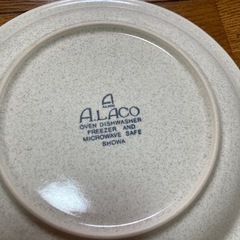 A.LACO
OVEN DISHWASHER
FREEZER AND
MICROWAVE SAFE
SHOWA